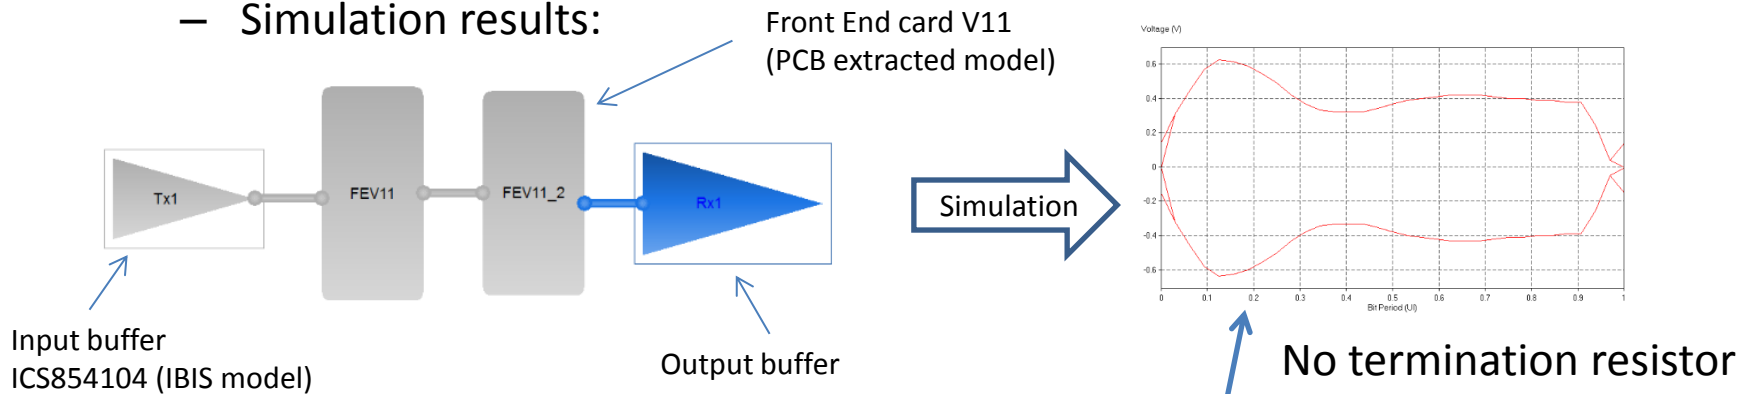 – Simulation results:
Front End card V11
(PCB extracted model)
Tx1
FEV11
FEV11_2
Rx1
Input buffer
ICS854104 (IBIS model)
Output buffer
Simulation
Voltage (V)
0.6
0.4
0.2
0
-0.2
-0.4
-0.6
0 0.1 0.2 0.3 0.4 0.5 0.6 0.7 0.8 0.9 1
Bit Period (UI)
No termination resistor